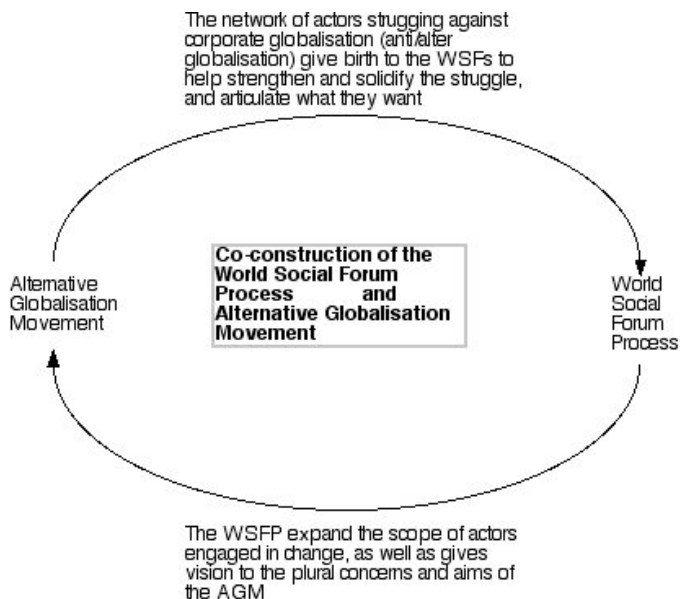 The network of actors strugging against
corporate globalisation (anti/alter
globalisation) give birth to the WSFs to
help strengthen and solidify the struggle,
and articulate what they want
Co-construction of the
World Social Forum
Process and
Alternative Globalisation
Movement
Alternative
Globalisation
Movement
World
Social
Forum
Process
The WSFP expand the scope of actors
engaged in change, as well as gives
vision to the plural concerns and aims of
the AGM